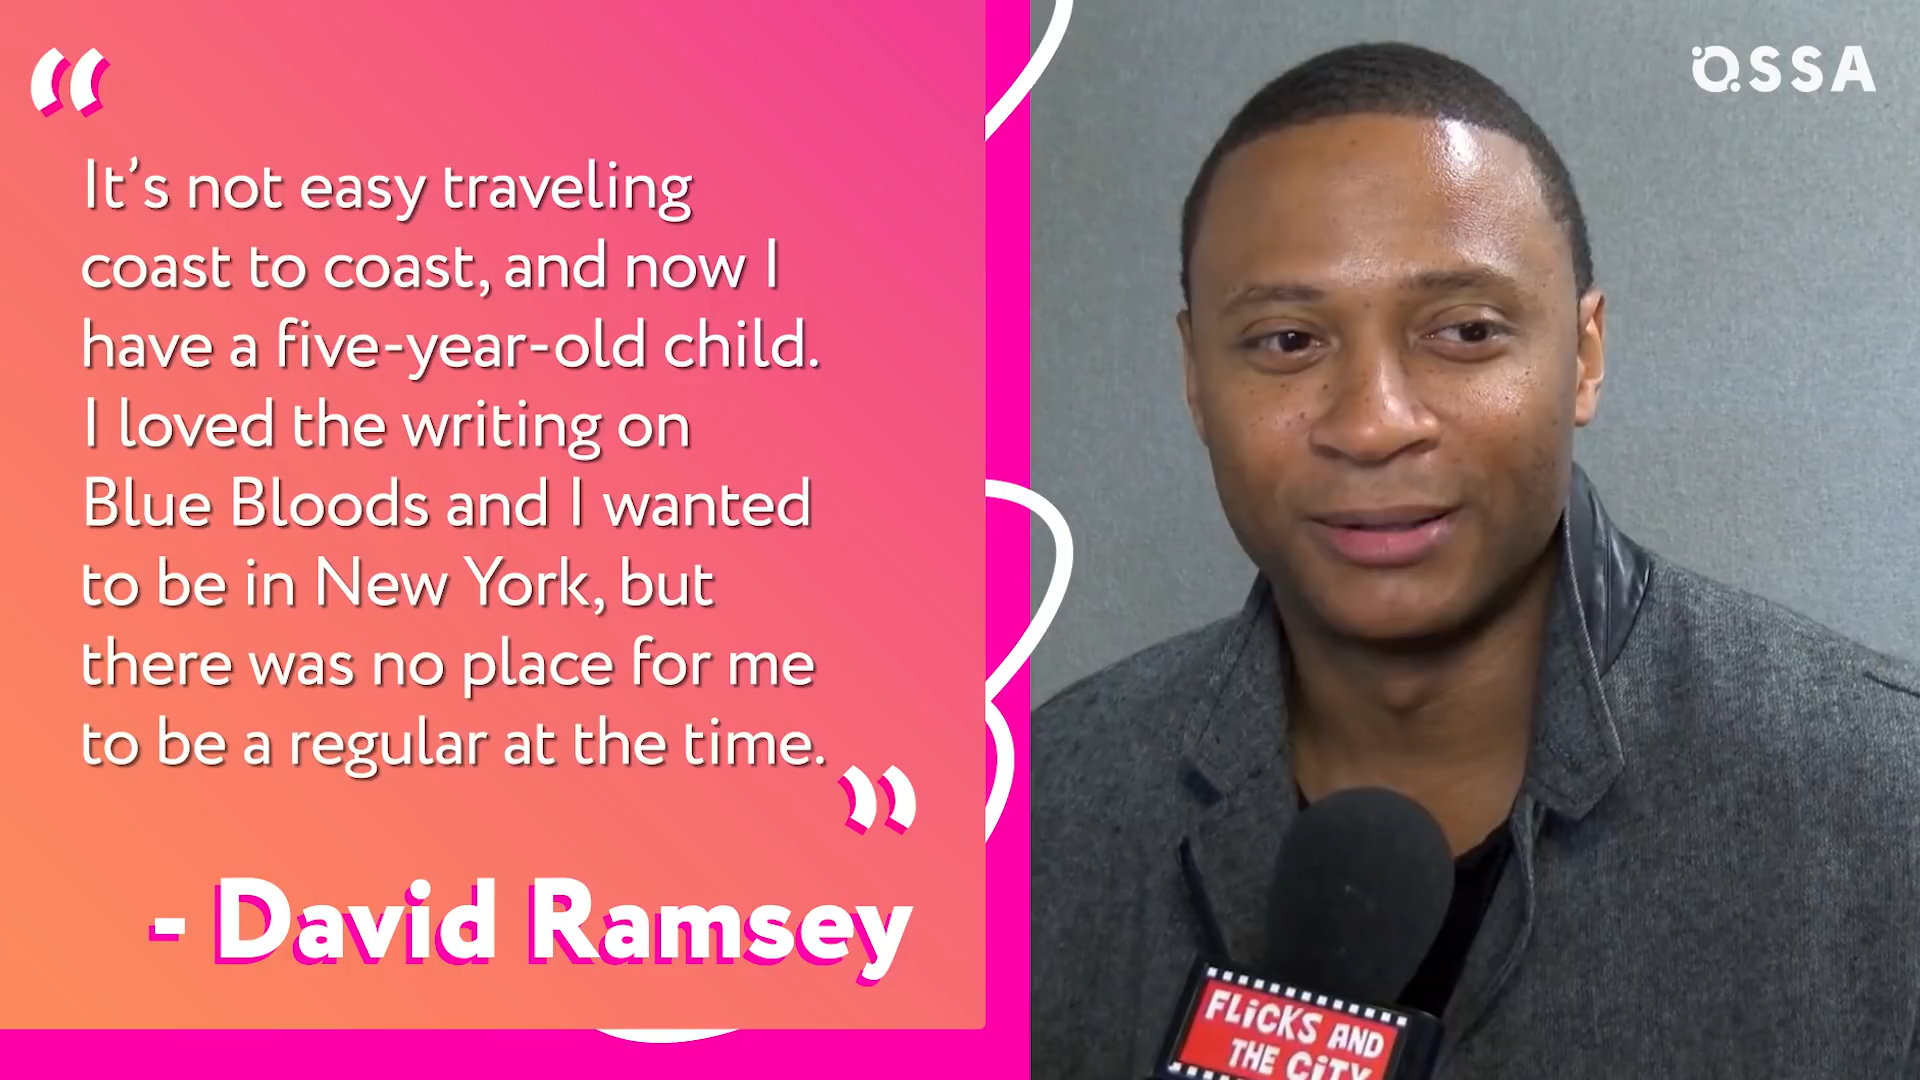 “
It’s not easy traveling
coast to coast, and now I
have a five-year-old child.
I loved the writing on
Blue Bloods and I wanted
to be in New York, but
there was no place for me
to be a regular at the time.
”
- David Ramsey
OSSA
FLiCKS AND
THE CiTY